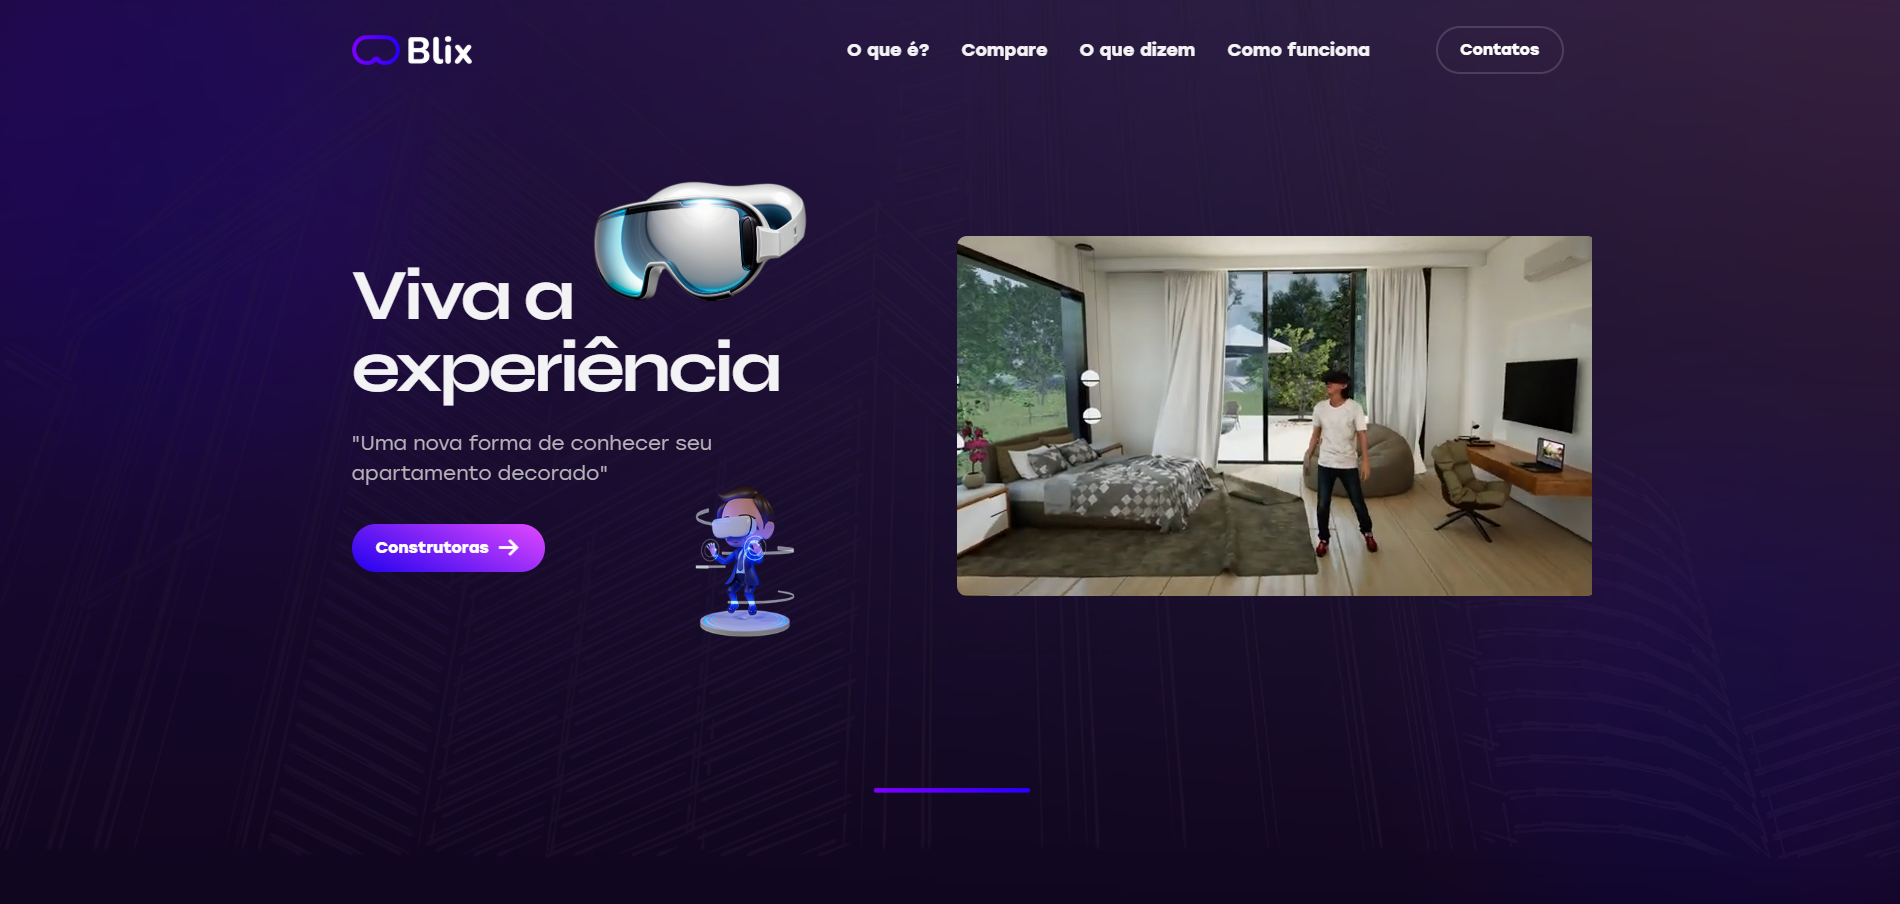 Blix
O que é?
Compare
O que dizem
Como funciona
Contatos
Viva a
experiência
"Uma nova forma de conhecer seu
apartamento decorado"
Construtoras